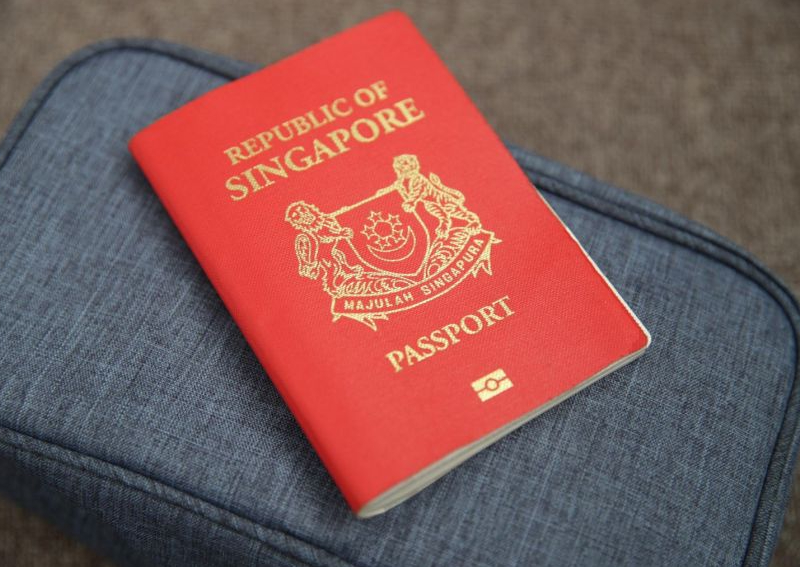 REPUBLIC OF
SINGAPORE
MAJULAH SINGAPURA
PASSPORT